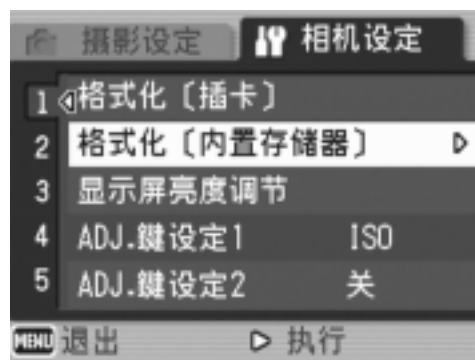 摄影设定 相机设定
1 格式化〔插卡〕
2 格式化〔内置存储器〕
3 显示屏亮度调节
4 ADJ.鍵设定1 ISO
5 ADJ.鍵设定2 关
MENU 退出 执行